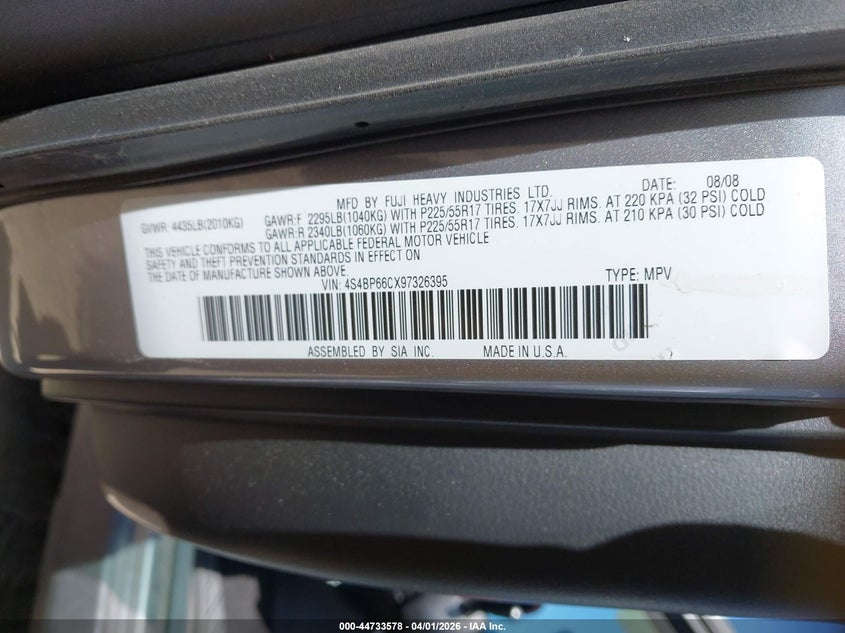 MFD BY FUJI HEAVY INDUSTRIES LTD. DATE: 08/08
GVWR: 4435LB(2010KG) GAWR:F 2295LB(1040KG) WITH P225/55R17 TIRES. 17X7JJ RIMS. AT 220 KPA (32 PSI) COLD
GAWR:R 2340LB(1060KG) WITH P225/55R17 TIRES. 17X7JJ RIMS. AT 210 KPA (30 PSI) COLD
THIS VEHICLE CONFORMS TO ALL APPLICABLE FEDERAL MOTOR VEHICLE
SAFETY AND THEFT PREVENTION STANDARDS IN EFFECT ON
THE DATE OF MANUFACTURE SHOWN ABOVE.
VIN: 4S4BP66CX97326395 TYPE: MPV
ASSEMBLED BY SIA INC. MADE IN U.S.A.
000-44733578 - 04/01/2026 - IAA Inc.